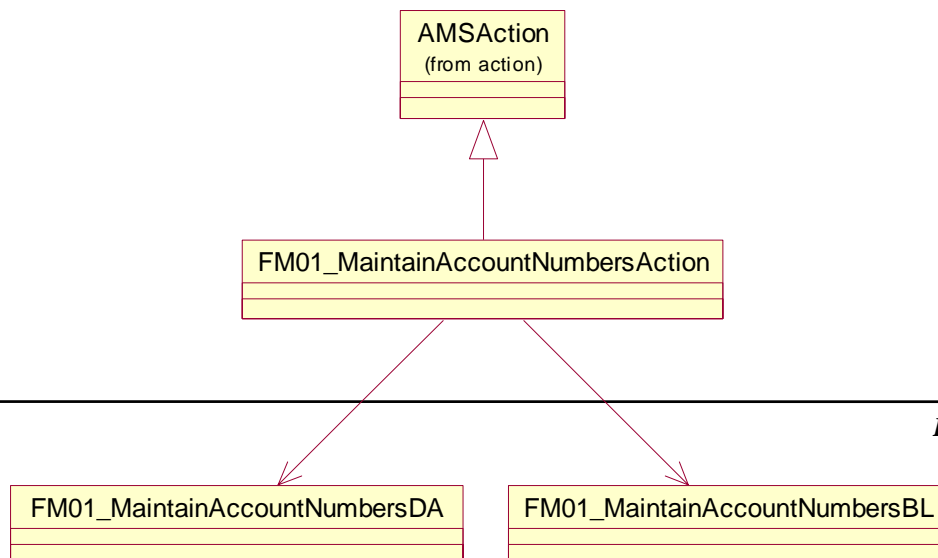 AMSAction
(from action)
FM01_MaintainAccountNumbersAction
FM01_MaintainAccountNumbersDA
FM01_MaintainAccountNumbersBL